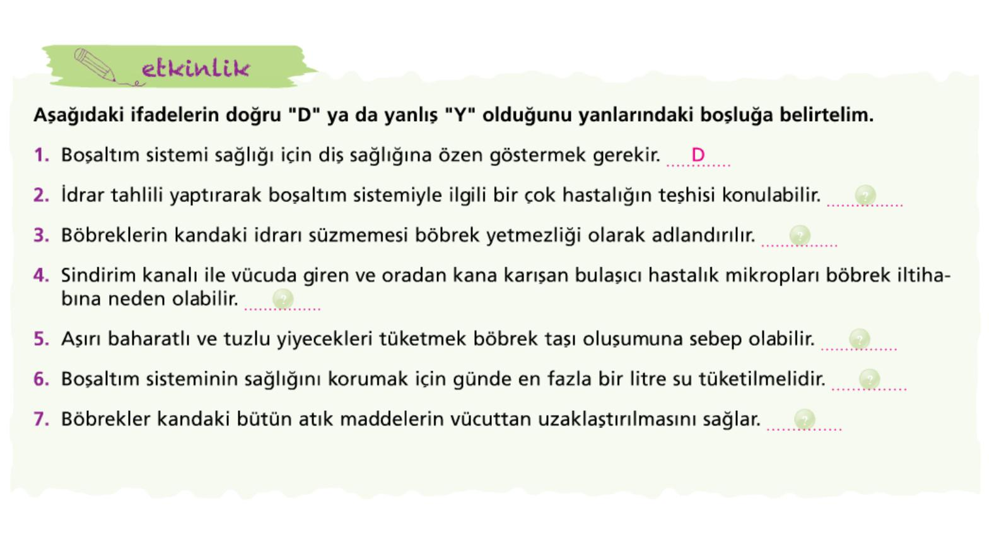 etkinlik
Aşağıdaki ifadelerin doğru "D" ya da yanlış "Y" olduğunu yanlarındaki boşluğa belirtelim.
1. Boşaltım sistemi sağlığı için diş sağlığına özen göstermek gerekir. D
2. İdrar tahlili yaptırarak boşaltım sistemiyle ilgili bir çok hastalığın teşhisi konulabilir. ?
3. Böbreklerin kandaki idrarı süzmemesi böbrek yetmezliği olarak adlandırılır. ?
4. Sindirim kanalı ile vücuda giren ve oradan kana karışan bulaşıcı hastalık mikropları böbrek iltiha-
bına neden olabilir. ?
5. Aşırı baharatlı ve tuzlu yiyecekleri tüketmek böbrek taşı oluşumuna sebep olabilir. ?
6. Boşaltım sisteminin sağlığını korumak için günde en fazla bir litre su tüketilmelidir. ?
7. Böbrekler kandaki bütün atık maddelerin vücuttan uzaklaştırılmasını sağlar. ?